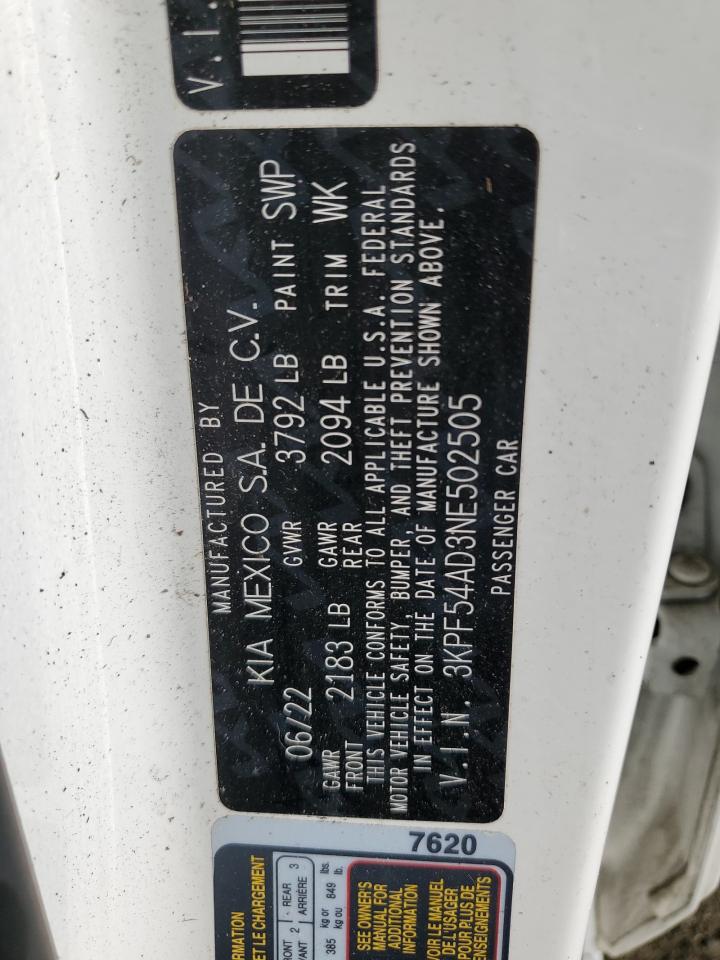 V.I.
MANUFACTURED BY
KIA MEXICO S.A. DE C.V.
06/22 GVWR 3792 LB PAINT SWP
GAWR FRONT 2183 LB GAWR REAR 2094 LB TRIM WK
THIS VEHICLE CONFORMS TO ALL APPLICABLE U.S.A. FEDERAL
MOTOR VEHICLE SAFETY, BUMPER, AND THEFT PREVENTION STANDARDS
IN EFFECT ON THE DATE OF MANUFACTURE SHOWN ABOVE.
V.I.N. 3KPF54AD3NE502505
PASSENGER CAR
ET LE CHARGEMENT
2 REAR 3
2 ARRIÈRE
385 kg or 849 lbs.
kg ou lb.
7620
SEE OWNER'S
MANUAL FOR
ADDITIONAL
INFORMATION
VOIR LE MANUEL
DE L'USAGER
POUR PLUS DE